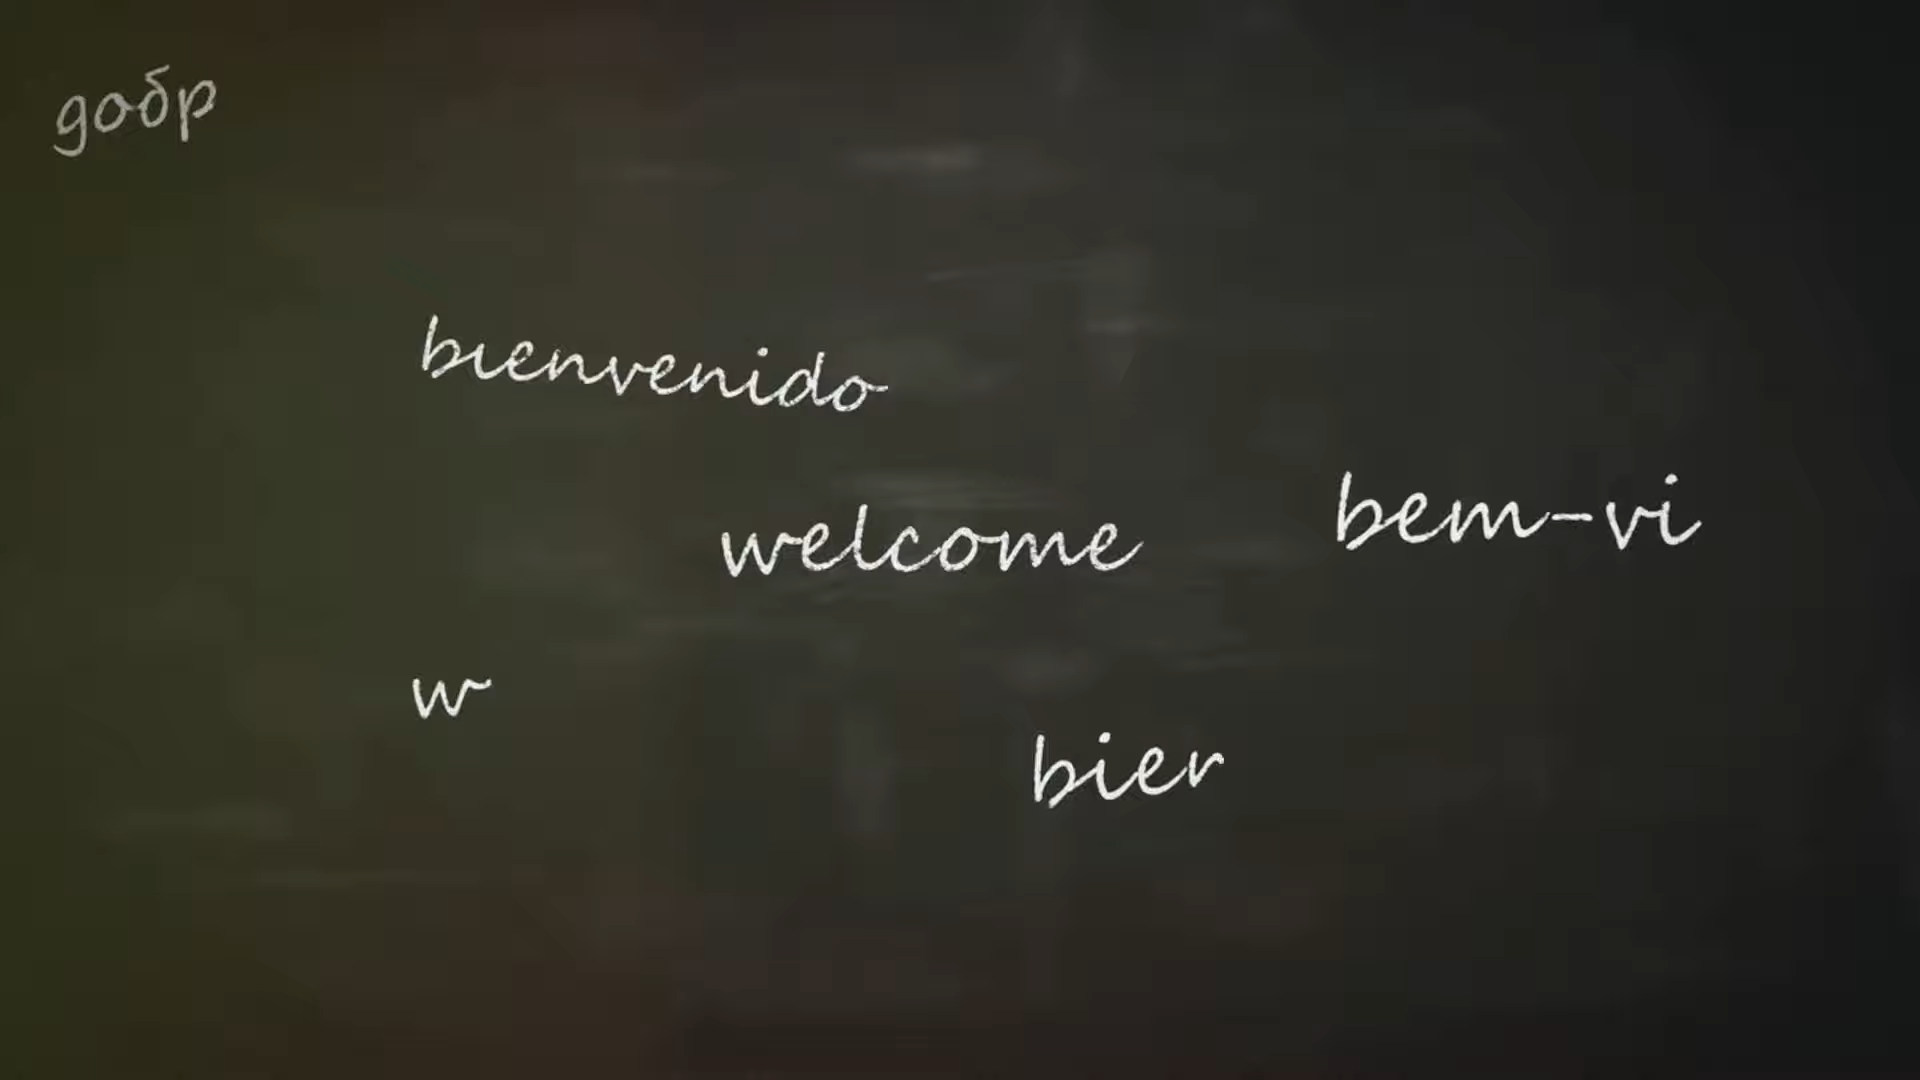 добр
bienvenido
bem-vi
welcome
w
bier